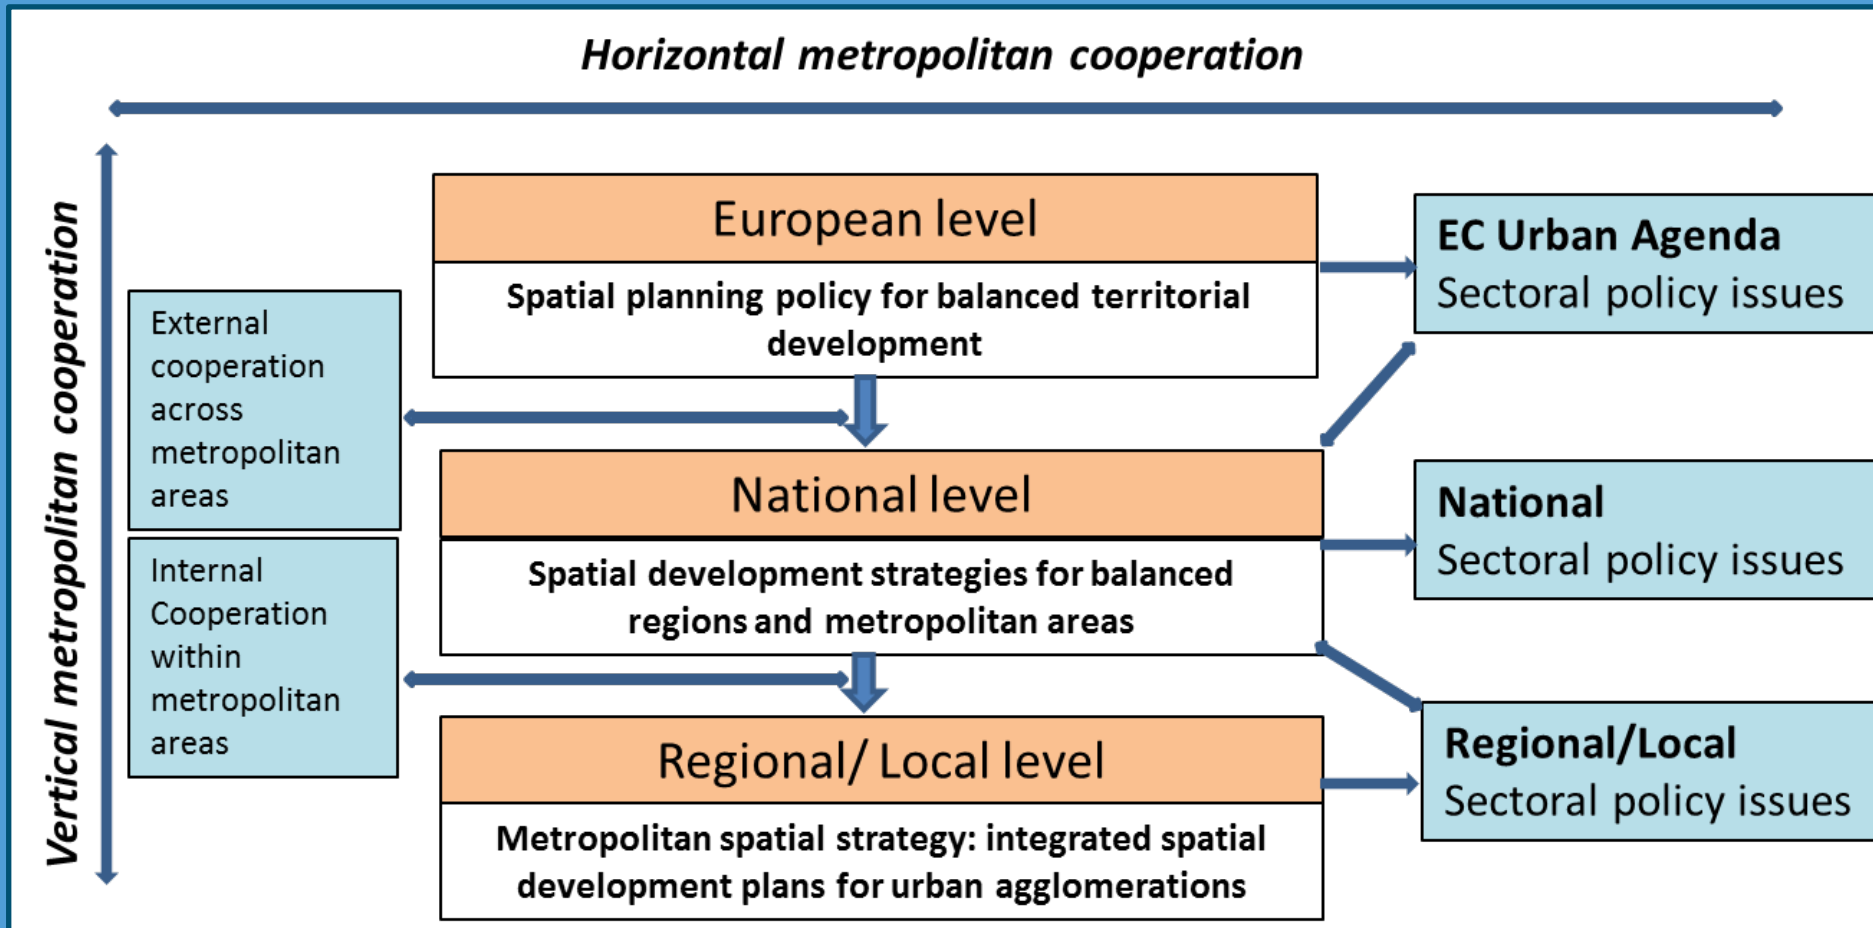 Horizontal metropolitan cooperation
Vertical metropolitan cooperation
European level
Spatial planning policy for balanced territorial
development
EC Urban Agenda
Sectoral policy issues
External
cooperation
across
metropolitan
areas
National level
Spatial development strategies for balanced
regions and metropolitan areas
National
Sectoral policy issues
Internal
Cooperation
within
metropolitan
areas
Regional/ Local level
Metropolitan spatial strategy: integrated spatial
development plans for urban agglomerations
Regional/Local
Sectoral policy issues